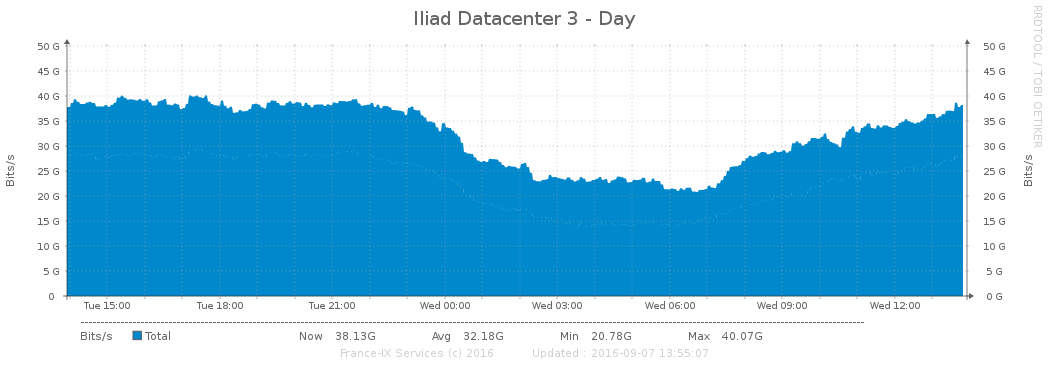 Iliad Datacenter 3 - Day
RRDTOOL / TOBI OETIKER
Bits/s
50 G
45 G
40 G
35 G
30 G
25 G
20 G
15 G
10 G
5 G
0
50 G
45 G
40 G
35 G
30 G
25 G
20 G
15 G
10 G
5 G
0 G
Bits/s
Tue 15:00 Tue 18:00 Tue 21:00 Wed 00:00 Wed 03:00 Wed 06:00 Wed 09:00 Wed 12:00
Bits/s Total Now 38.13G Avg 32.18G Min 20.78G Max 40.07G
France-IX Services (c) 2016 Updated : 2016-09-07 13:55:07